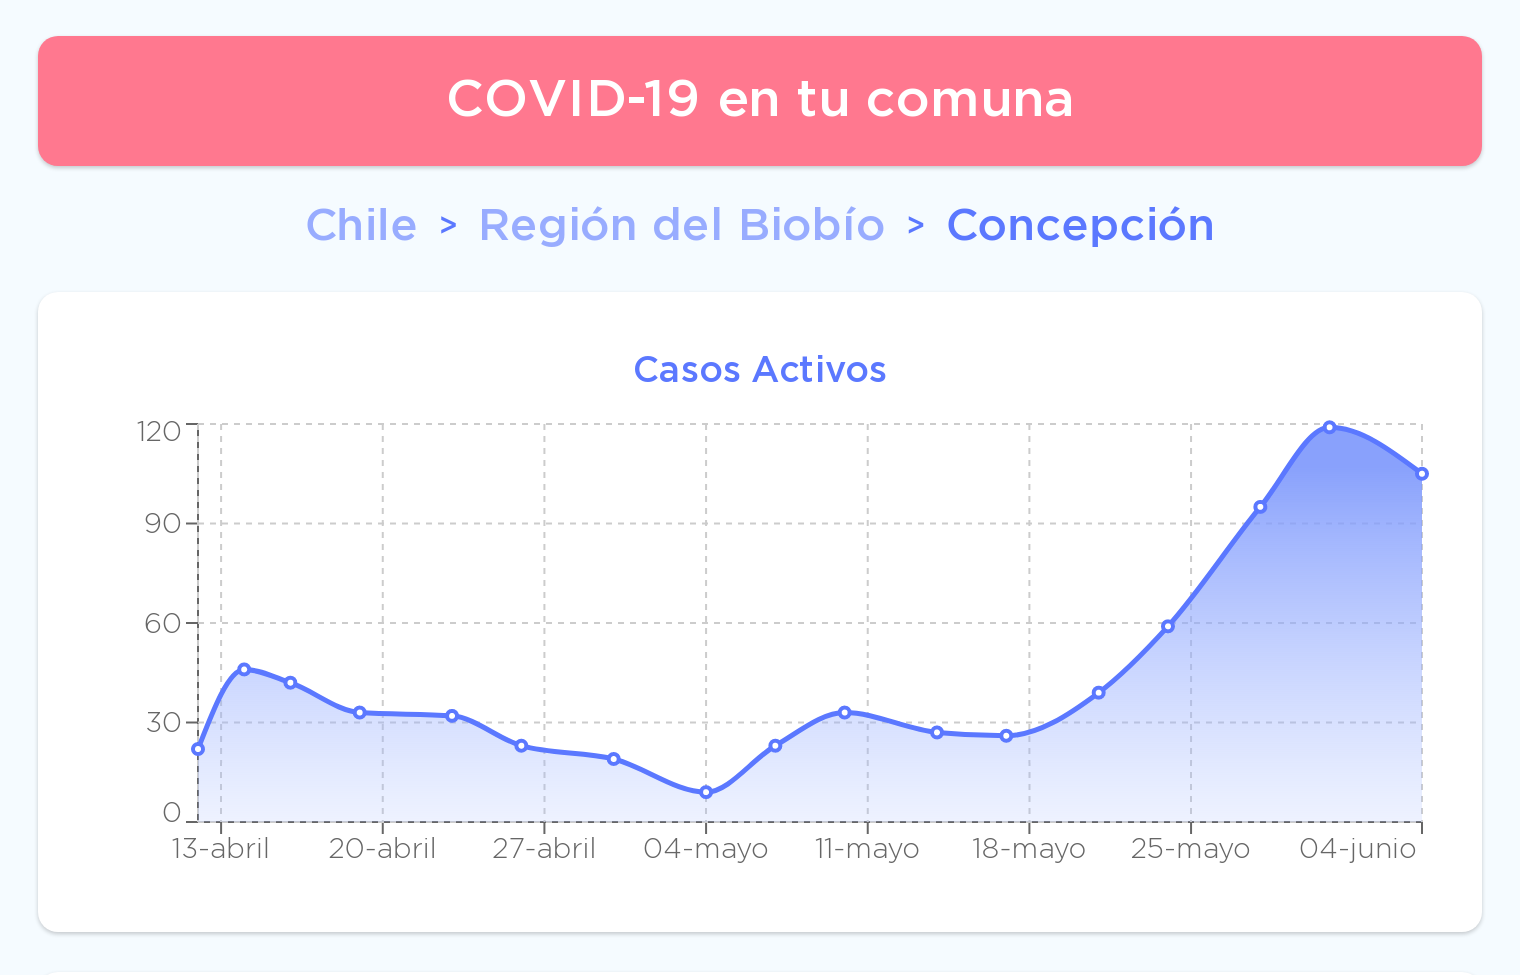 COVID-19 en tu comuna
Chile > Región del Biobío > Concepción
Casos Activos
120
90
60
30
0
13-abril 20-abril 27-abril 04-mayo 11-mayo 18-mayo 25-mayo 04-junio